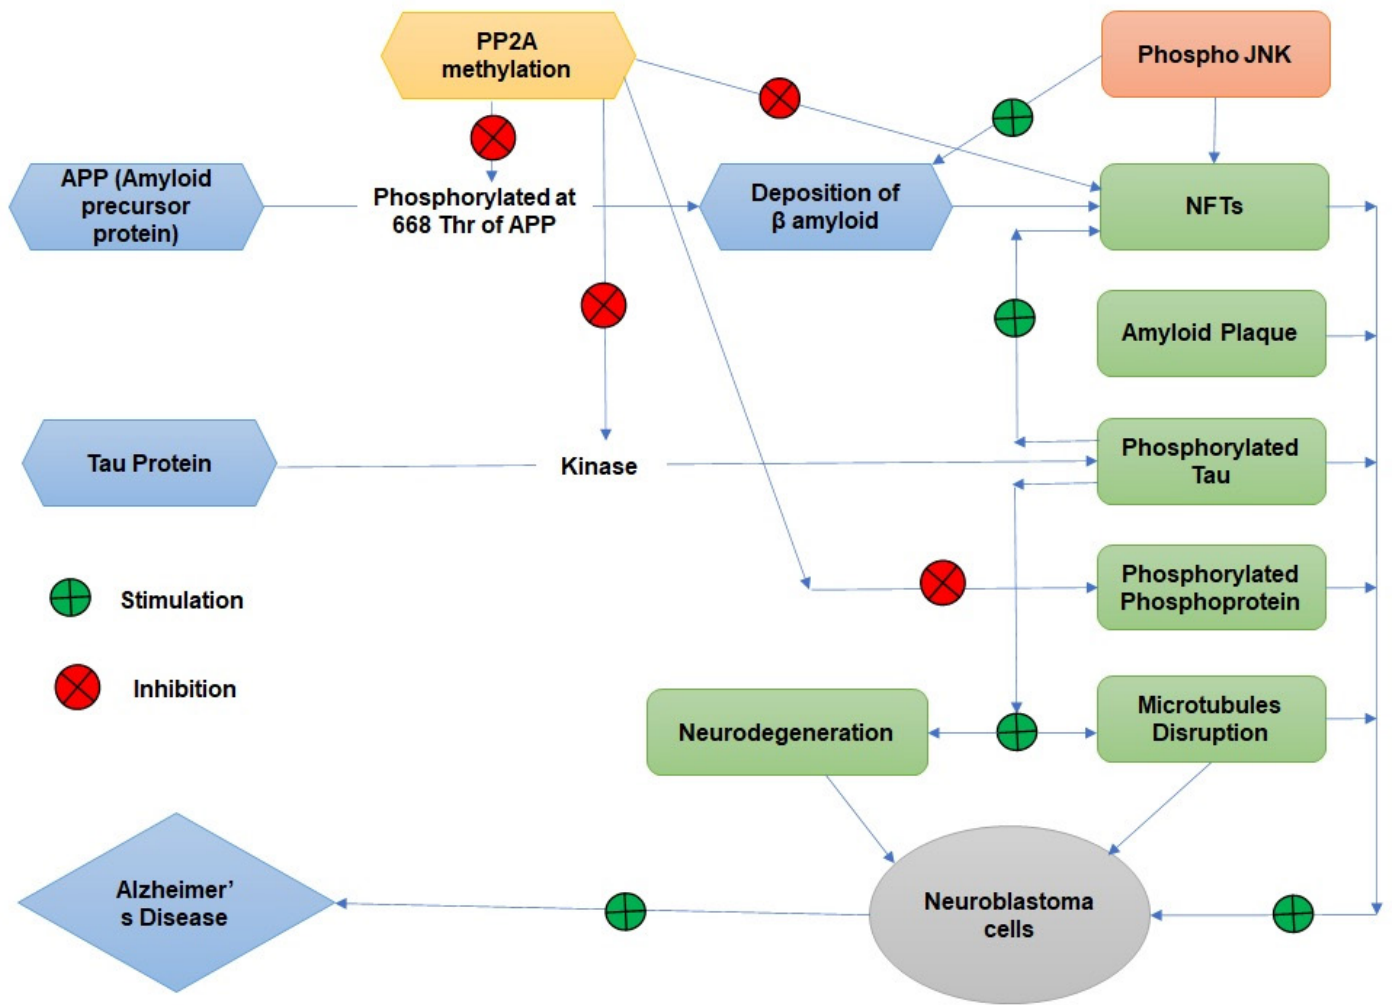 PP2A
methylation
Phospho JNK
APP (Amyloid
precursor
protein)
Phosphorylated at
668 Thr of APP
Deposition of
β amyloid
NFTs
Amyloid Plaque
Tau Protein
Kinase
Phosphorylated
Tau
Phosphorylated
Phosphoprotein
Stimulation
Inhibition
Neurodegeneration
Microtubules
Disruption
Alzheimer’
s Disease
Neuroblastoma
cells